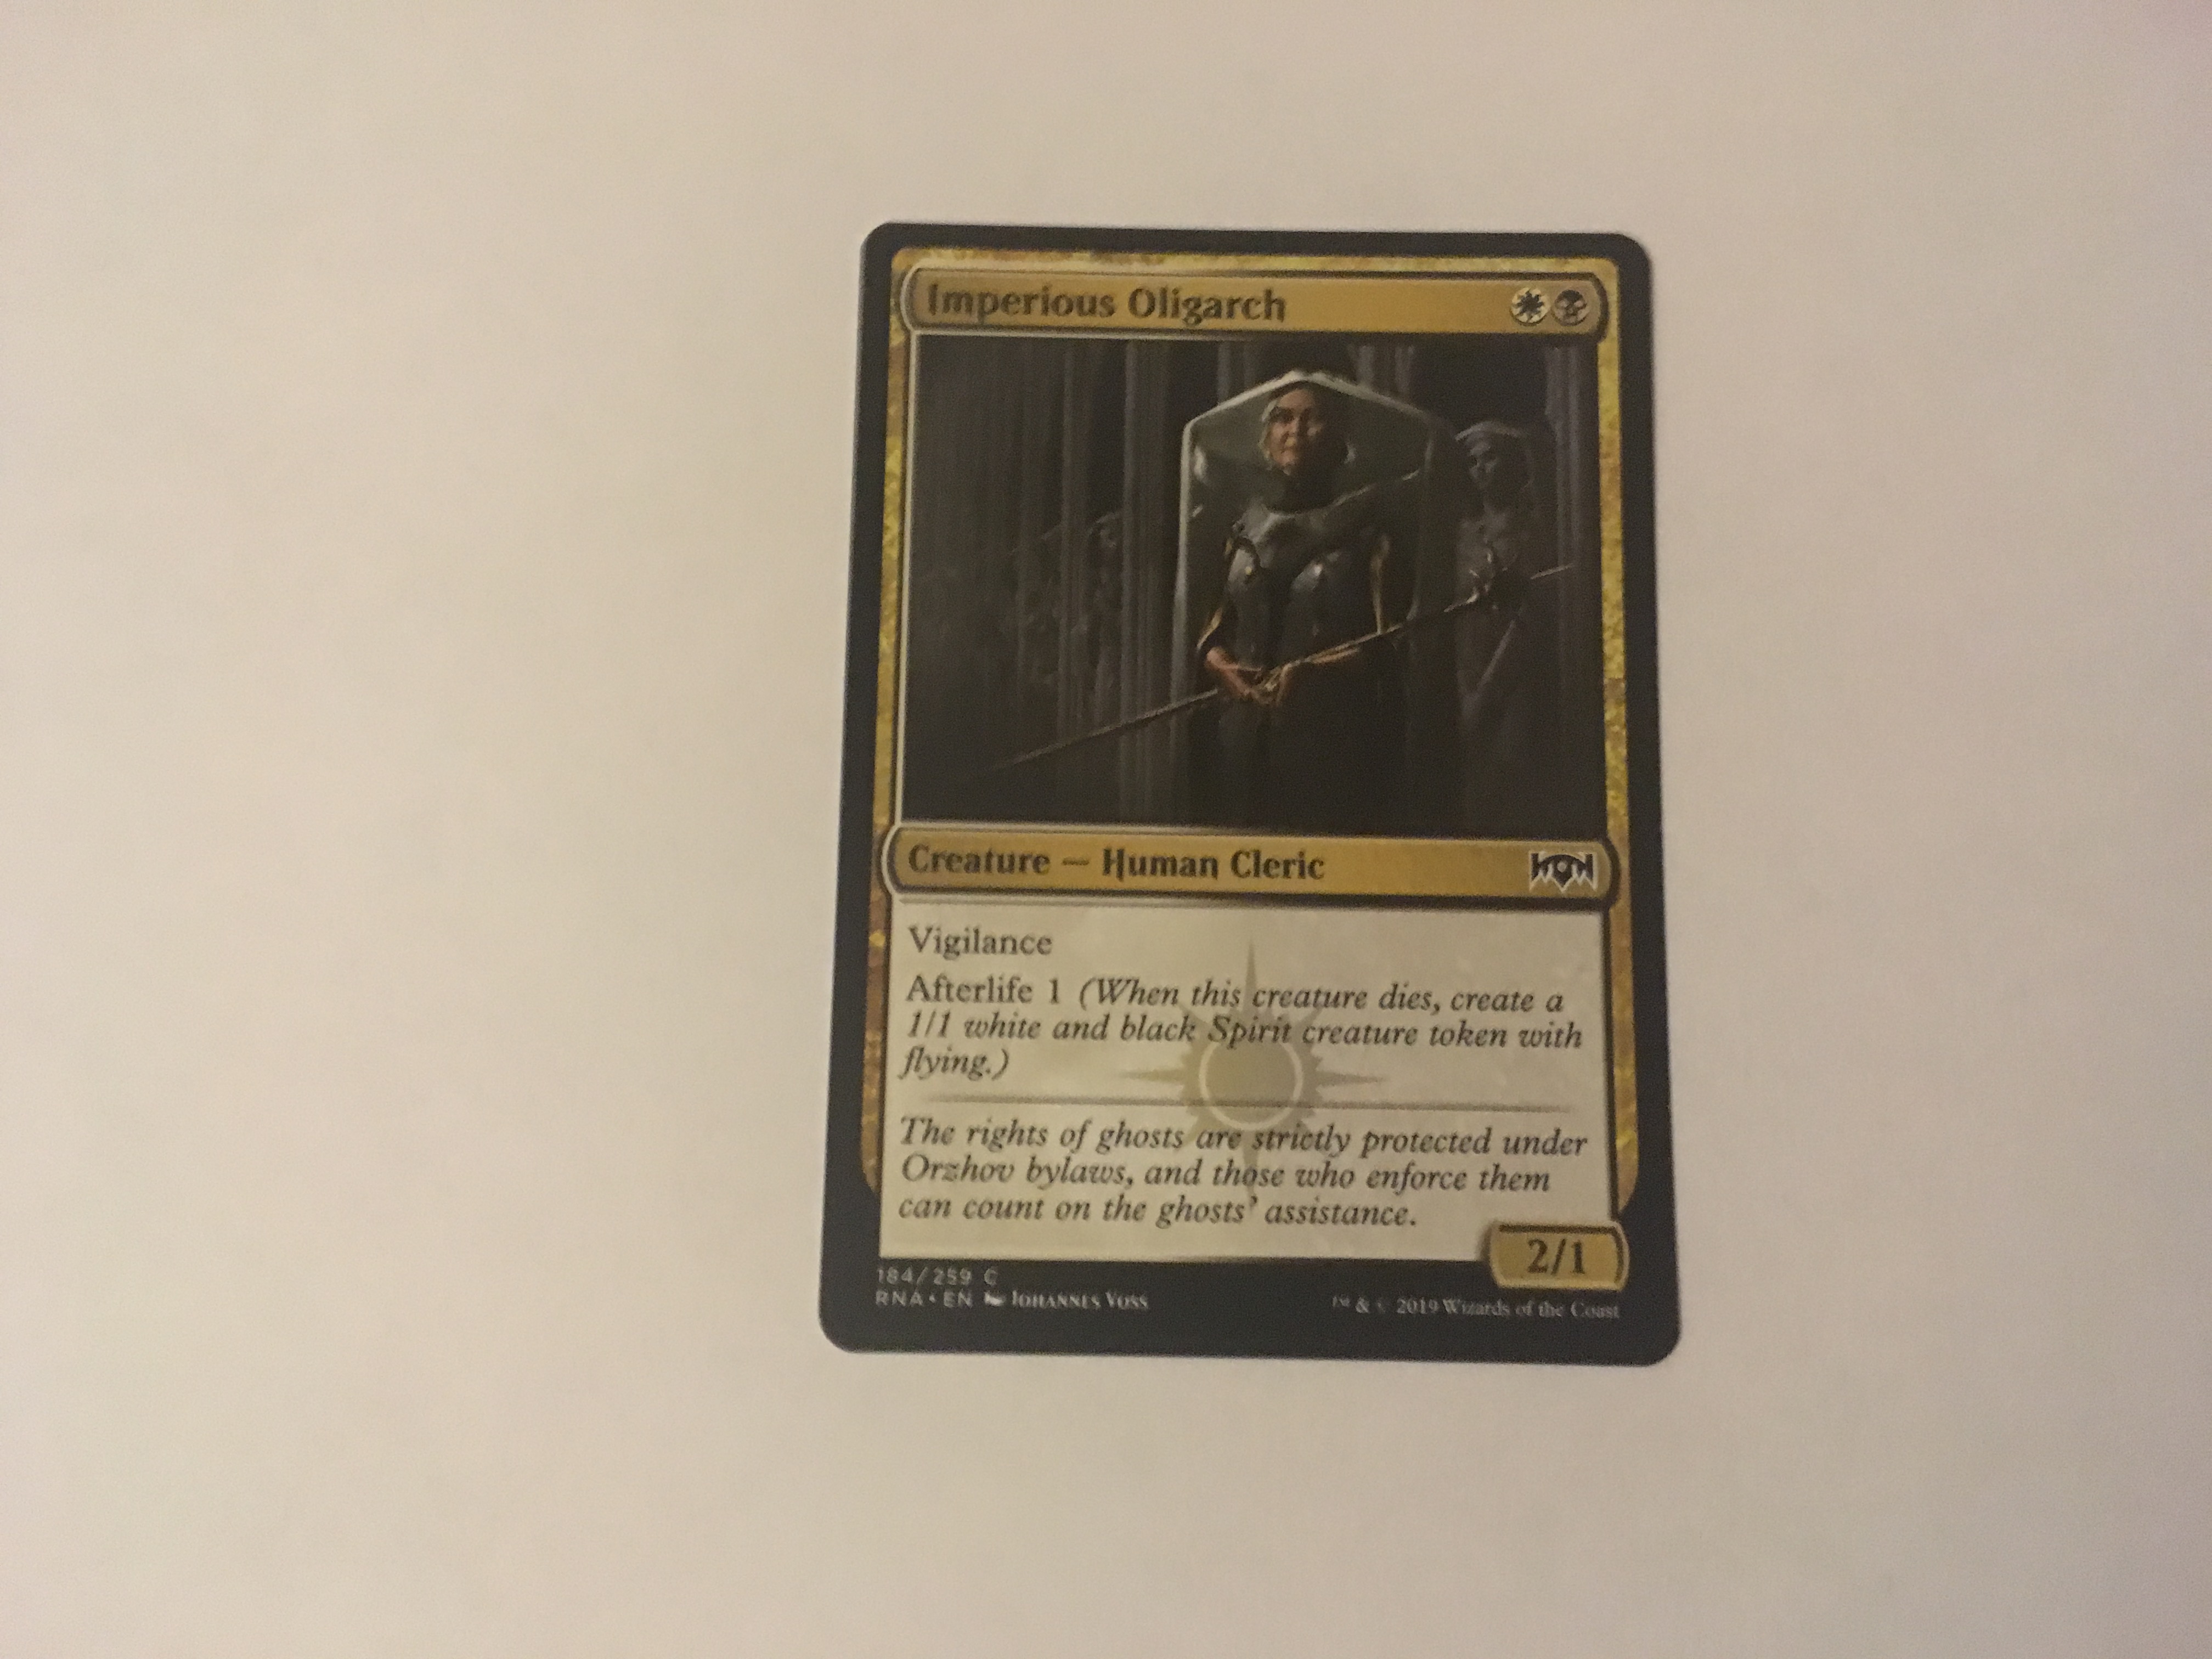 Imperious Oligarch
Creature — Human Cleric
Vigilance
Afterlife 1 (When this creature dies, create a
1/1 white and black Spirit creature token with
flying.)
The rights of ghosts are strictly protected under
Orzhov bylaws, and those who enforce them
can count on the ghosts’ assistance.
2/1
184/259 C
RNA • EN Johannes Voss
™ & © 2019 Wizards of the Coast